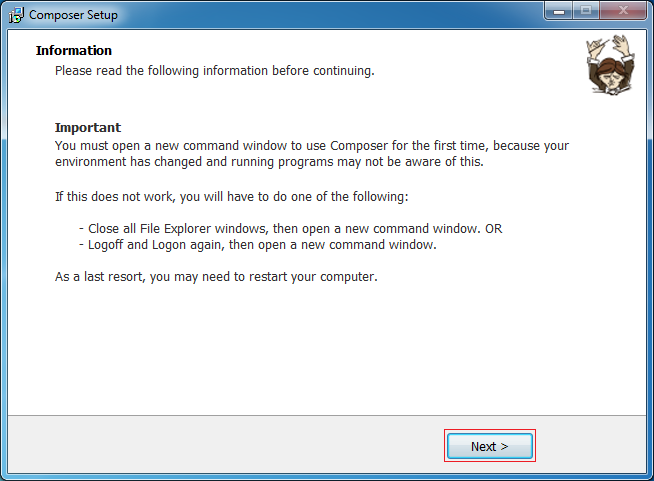 Composer Setup
Information
Please read the following information before continuing.
Important
You must open a new command window to use Composer for the first time, because your
environment has changed and running programs may not be aware of this.
If this does not work, you will have to do one of the following:
- Close all File Explorer windows, then open a new command window. OR
- Logoff and Logon again, then open a new command window.
As a last resort, you may need to restart your computer.
Next >